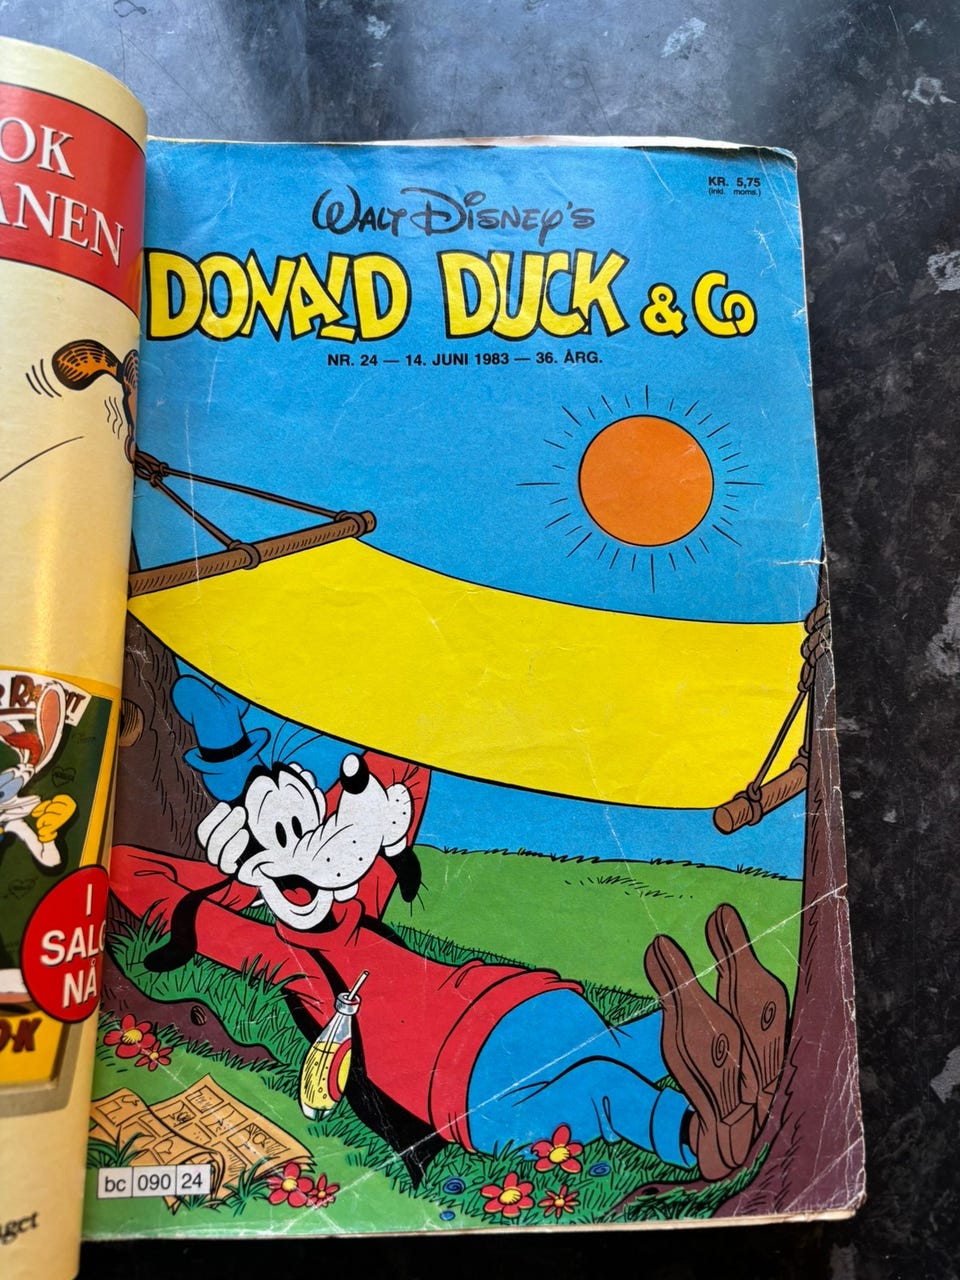 OK
ANEN
KR. 5,75
(inkl. moms.)
WALT DISNEY'S
DONALD DUCK & CO
NR. 24 — 14. JUNI 1983 — 36. ÅRG.
I
SALG
NÅ
bc 090 24